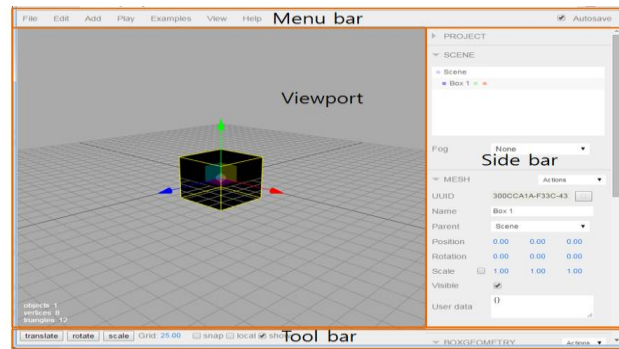 File Edit Add Play Examples View Help Menu bar Autosave
PROJECT
SCENE
Scene
Box 1
Viewport
Fog None
Side bar
MESH Actions
UUID 300CCA1A-F33C-43
Name Box 1
Parent Scene
Position 0.00 0.00 0.00
Rotation 0.00 0.00 0.00
Scale 1.00 1.00 1.00
Visible
User data {}
objects 1
vertices 8
triangles 12
translate rotate scale Grid: 25.00 snap local sho Tool bar
BOXGEOMETRY Actions